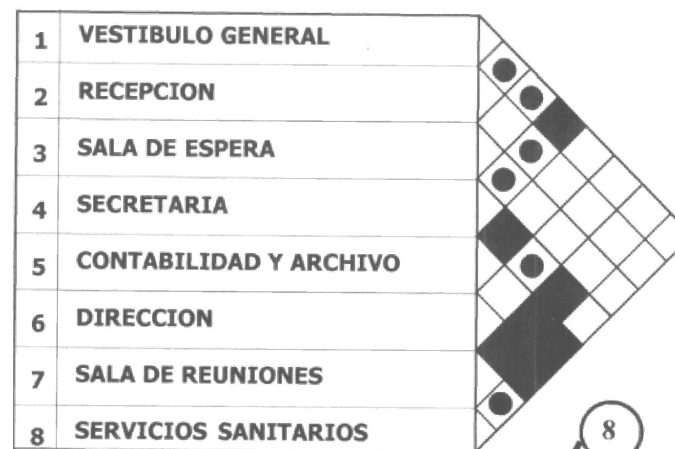 1 VESTIBULO GENERAL
2 RECEPCION
3 SALA DE ESPERA
4 SECRETARIA
5 CONTABILIDAD Y ARCHIVO
6 DIRECCION
7 SALA DE REUNIONES
8 SERVICIOS SANITARIOS
8